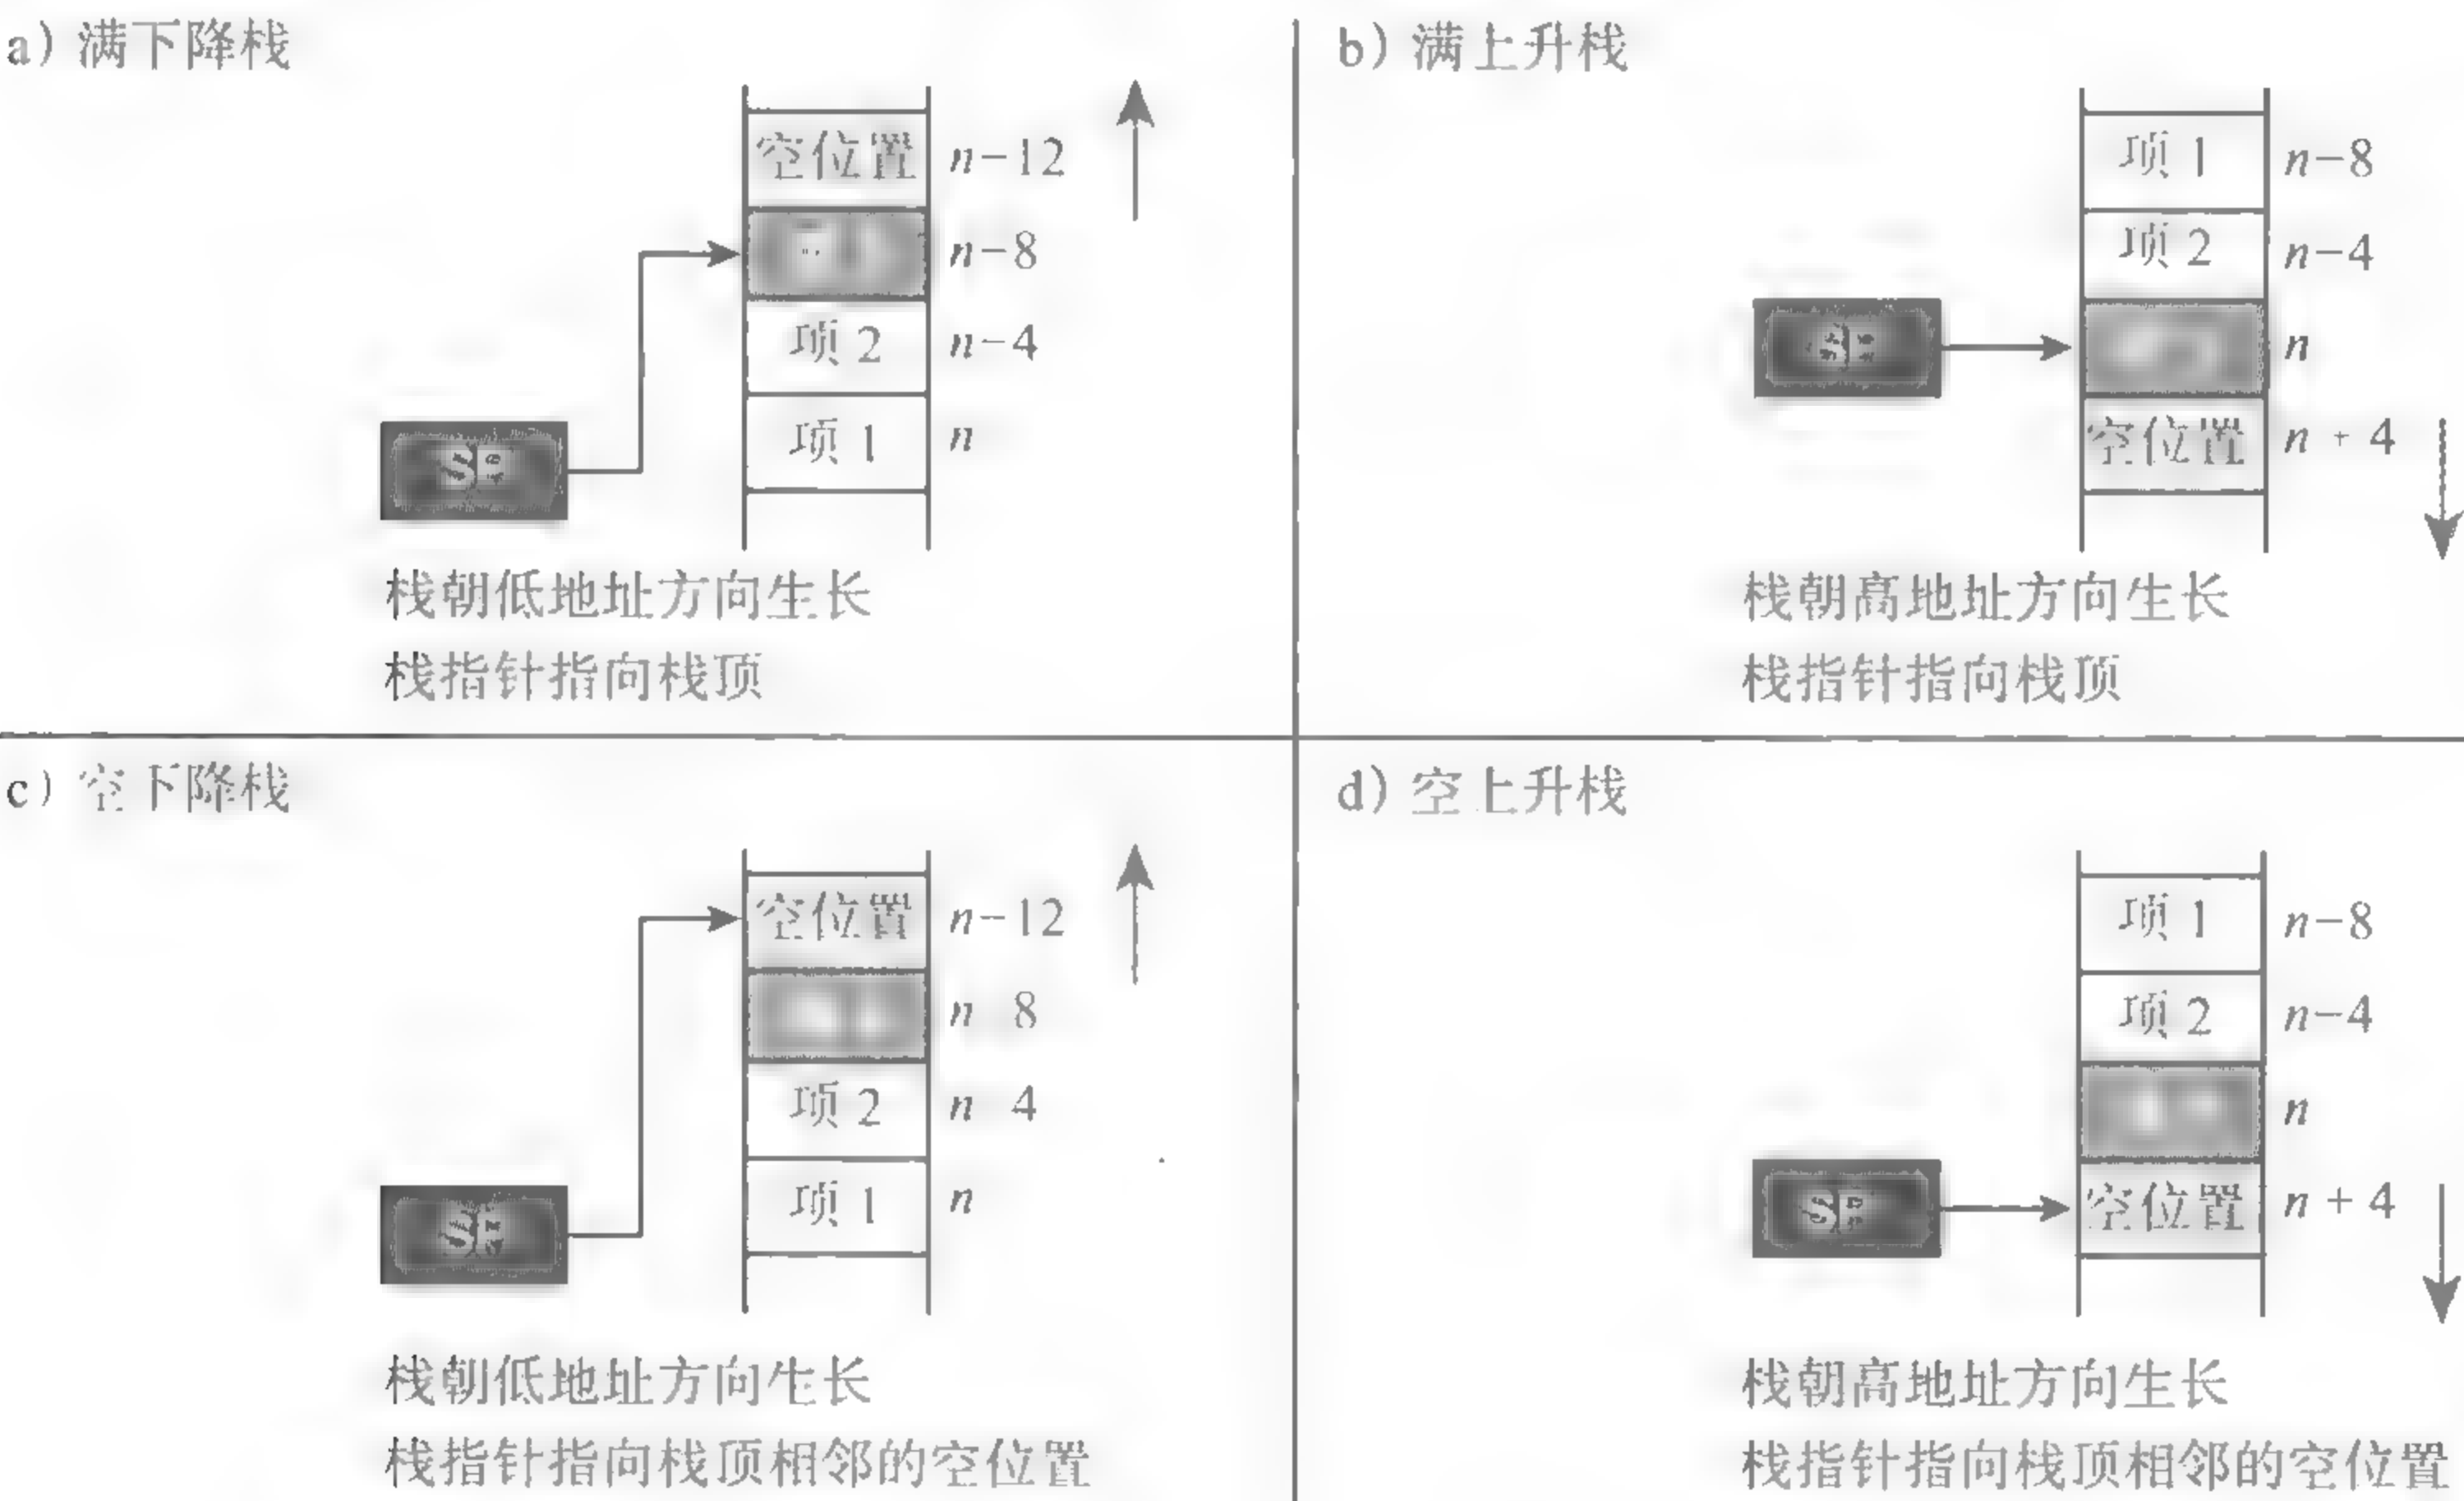 a) 满下降栈
空位置 n-12
n-8
项 2 n-4
项 1 n
栈朝低地址方向生长
栈指针指向栈顶
b) 满上升栈
项 1 n-8
项 2 n-4
n
空位置 n + 4
栈朝高地址方向生长
栈指针指向栈顶
c) 空下降栈
空位置 n-12
n 8
项 2 n 4
项 1 n
栈朝低地址方向生长
栈指针指向栈顶相邻的空位置
d) 空上升栈
项 1 n-8
项 2 n-4
n
空位置 n + 4
栈朝高地址方向生长
栈指针指向栈顶相邻的空位置